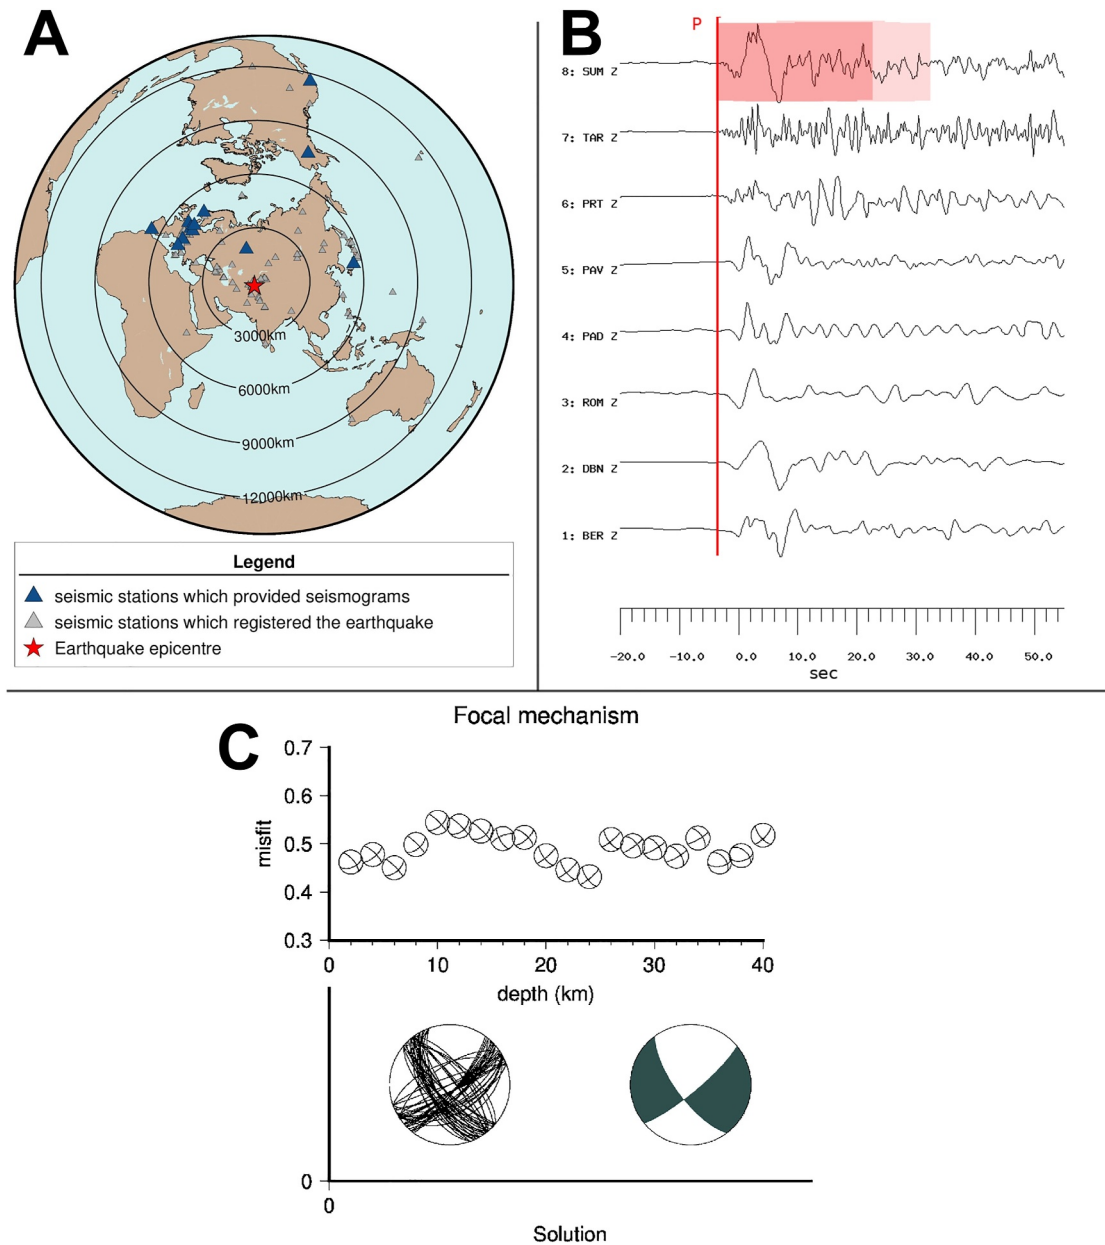 A
3000km
6000km
9000km
12000km
Legend
seismic stations which provided seismograms
seismic stations which registered the earthquake
Earthquake epicentre
B
P
8: SUM Z
7: TAR Z
6: PRT Z
5: PAV Z
4: PAD Z
3: ROM Z
2: DBN Z
1: BER Z
-20.0 -10.0 0.0 10.0 20.0 30.0 40.0 50.0
sec
C
Focal mechanism
0.7
0.6
0.5
0.4
0.3
misfit
0 10 20 30 40
depth (km)
0
0
Solution